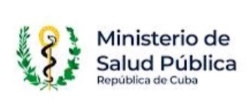 Ministerio de
Salud Pública
República de Cuba